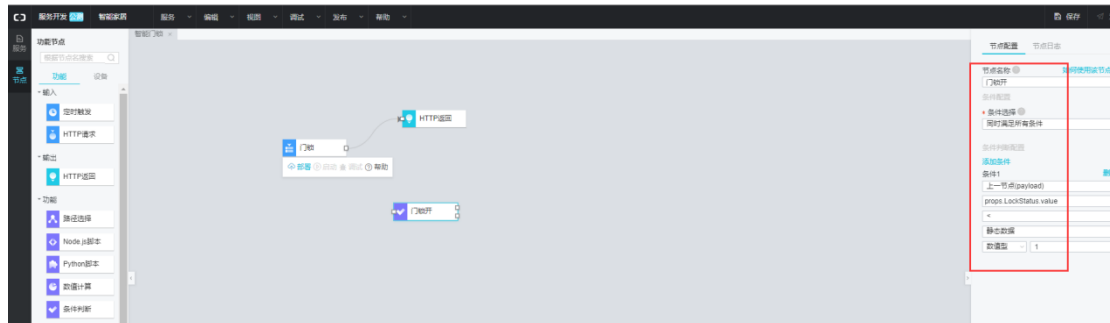 服务开发 公测 智能家居 服务 编辑 视图 调试 发布 帮助 保存
服务
节点
功能节点
根据节点名搜索
功能 设备
输入
定时触发
HTTP请求
输出
HTTP返回
功能
路径选择
Node.js脚本
Python脚本
数值计算
条件判断
智能门锁 ×
HTTP返回
门锁
部署 启动 调试 帮助
门锁开
节点配置 节点日志
节点名称 如何使用该节点
门锁开
条件配置
* 条件选择
同时满足所有条件
条件判断配置
添加条件
条件1
上一节点(payload)
props.LockStatus.value
<
静态数据
数值型 1